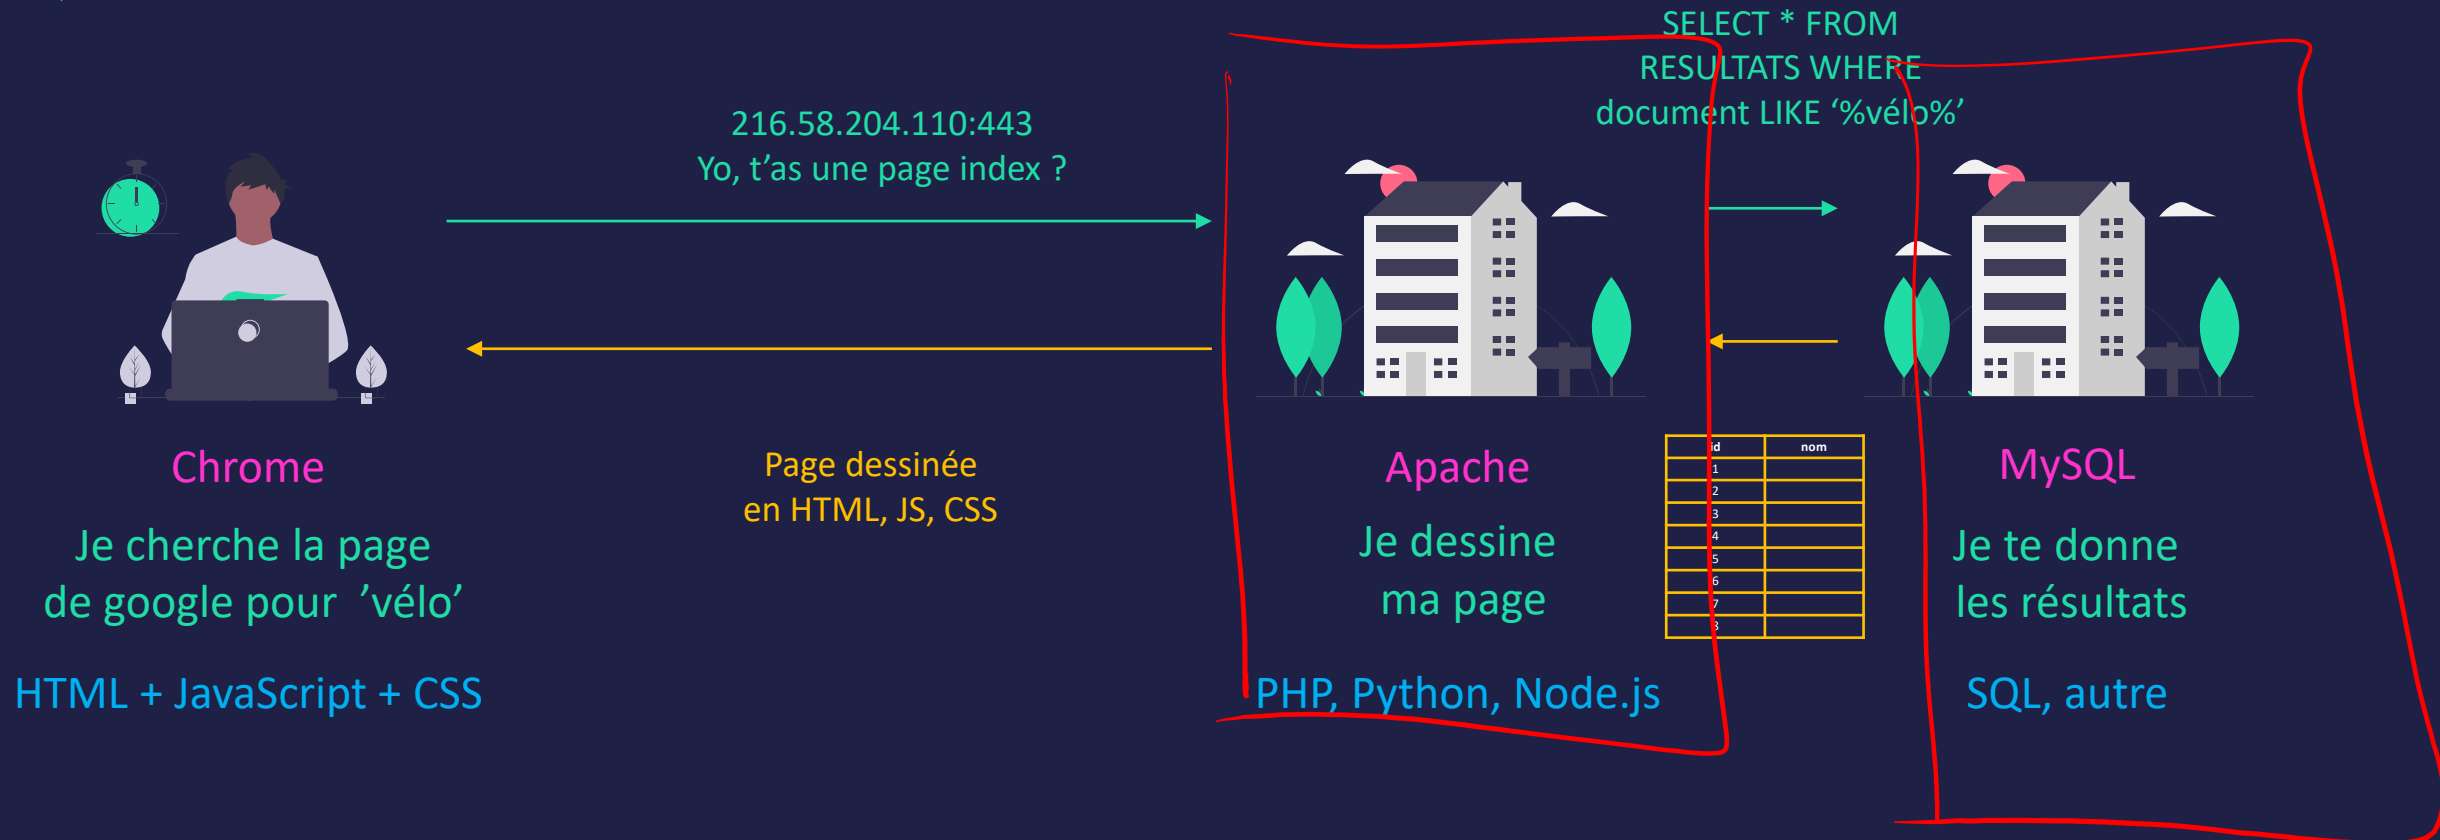 SELECT * FROM
RESULTATS WHERE
document LIKE ‘%vélo%’
216.58.204.110:443
Yo, t’as une page index ?
Chrome
Je cherche la page
de google pour ’vélo’
HTML + JavaScript + CSS
Page dessinée
en HTML, JS, CSS
Apache
Je dessine
ma page
PHP, Python, Node.js
id nom
1
2
3
4
5
6
7
8
MySQL
Je te donne
les résultats
SQL, autre